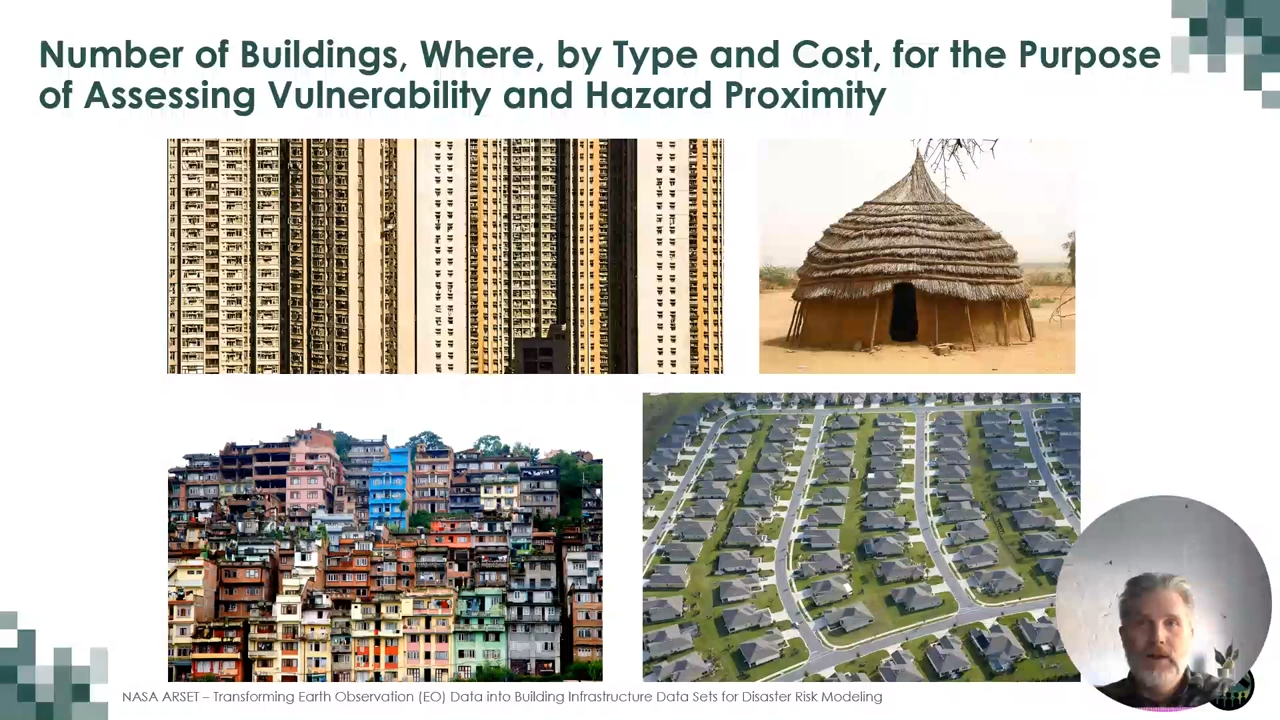 Number of Buildings, Where, by Type and Cost, for the Purpose
of Assessing Vulnerability and Hazard Proximity
NASA ARSET – Transforming Earth Observation (EO) Data into Building Infrastructure Data Sets for Disaster Risk Modeling